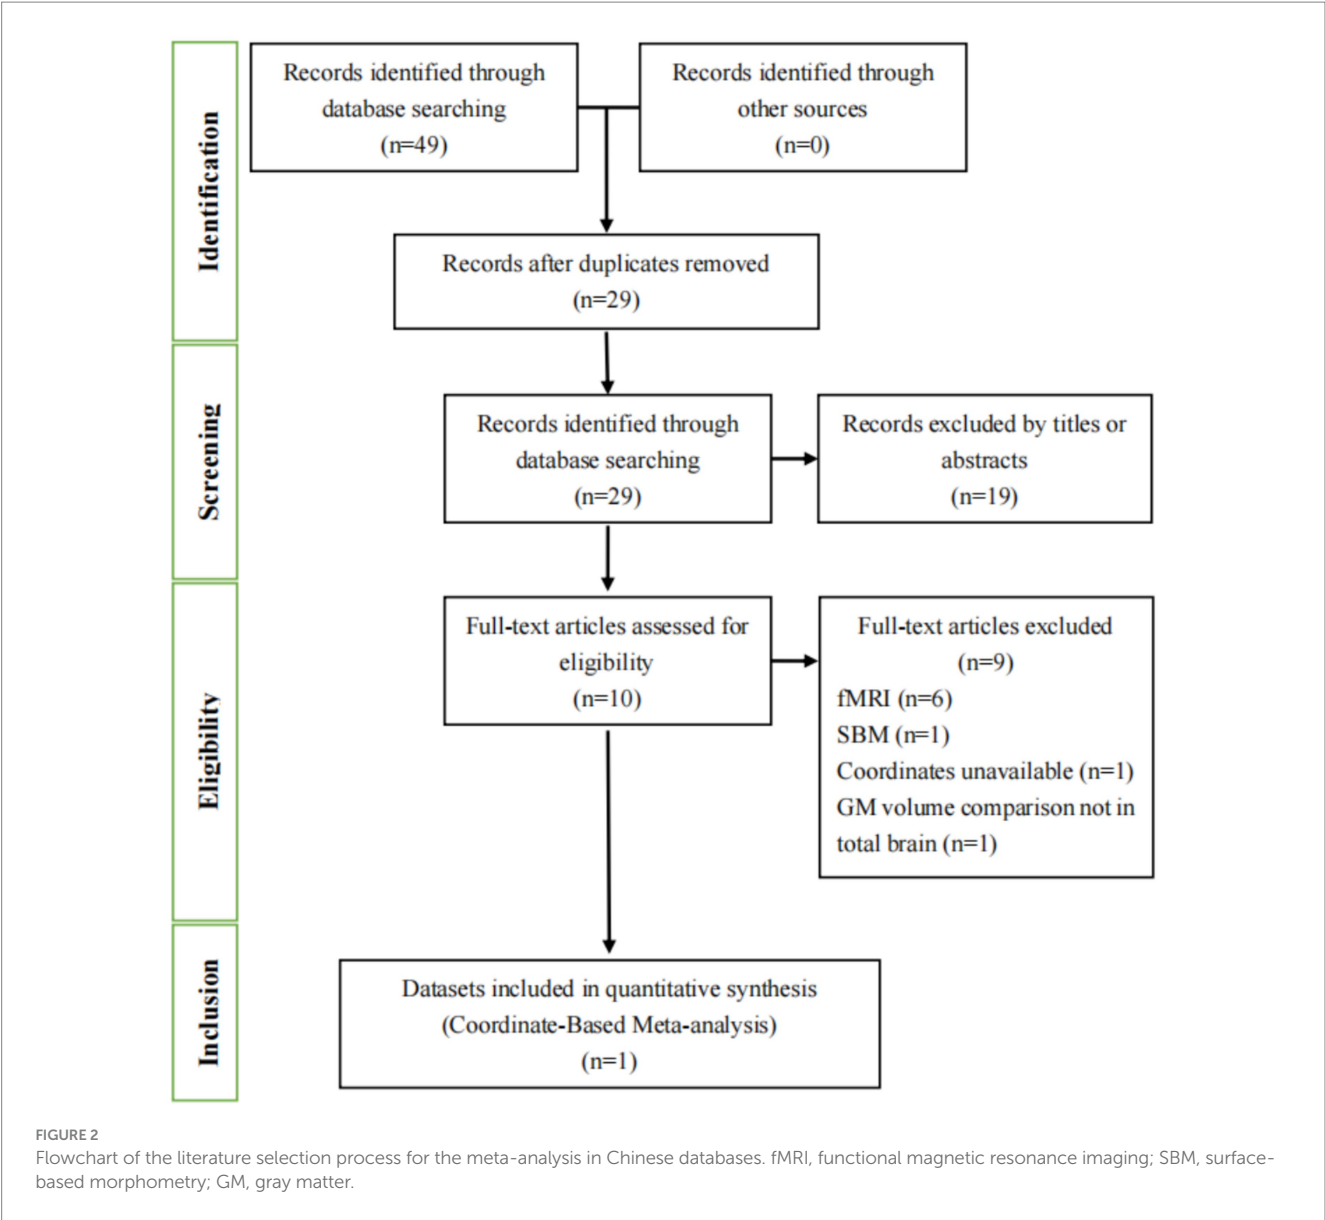 Identification
Records identified through
database searching
(n=49)
Records identified through
other sources
(n=0)
Records after duplicates removed
(n=29)
Screening
Records identified through
database searching
(n=29)
Records excluded by titles or
abstracts
(n=19)
Eligibility
Full-text articles assessed for
eligibility
(n=10)
Full-text articles excluded
(n=9)
fMRI (n=6)
SBM (n=1)
Coordinates unavailable (n=1)
GM volume comparison not in
total brain (n=1)
Inclusion
Datasets included in quantitative synthesis
(Coordinate-Based Meta-analysis)
(n=1)
FIGURE 2
Flowchart of the literature selection process for the meta-analysis in Chinese databases. fMRI, functional magnetic resonance imaging; SBM, surface-
based morphometry; GM, gray matter.